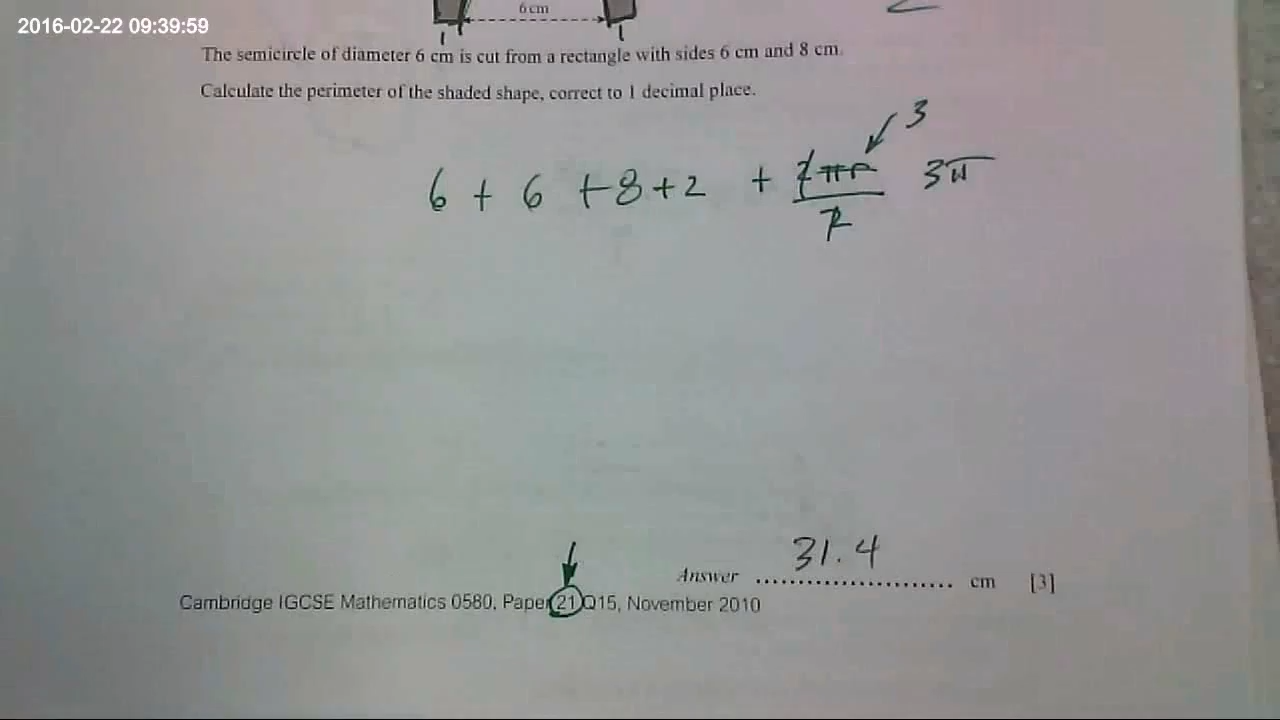 2016-02-22 09:39:59
6 cm
1 1
The semicircle of diameter 6 cm is cut from a rectangle with sides 6 cm and 8 cm.
Calculate the perimeter of the shaded shape, correct to 1 decimal place.
3
6 + 6 + 8 + 2 + 2πr 3π
2
31.4
Answer ........................ cm [3]
Cambridge IGCSE Mathematics 0580, Paper 21 Q15, November 2010